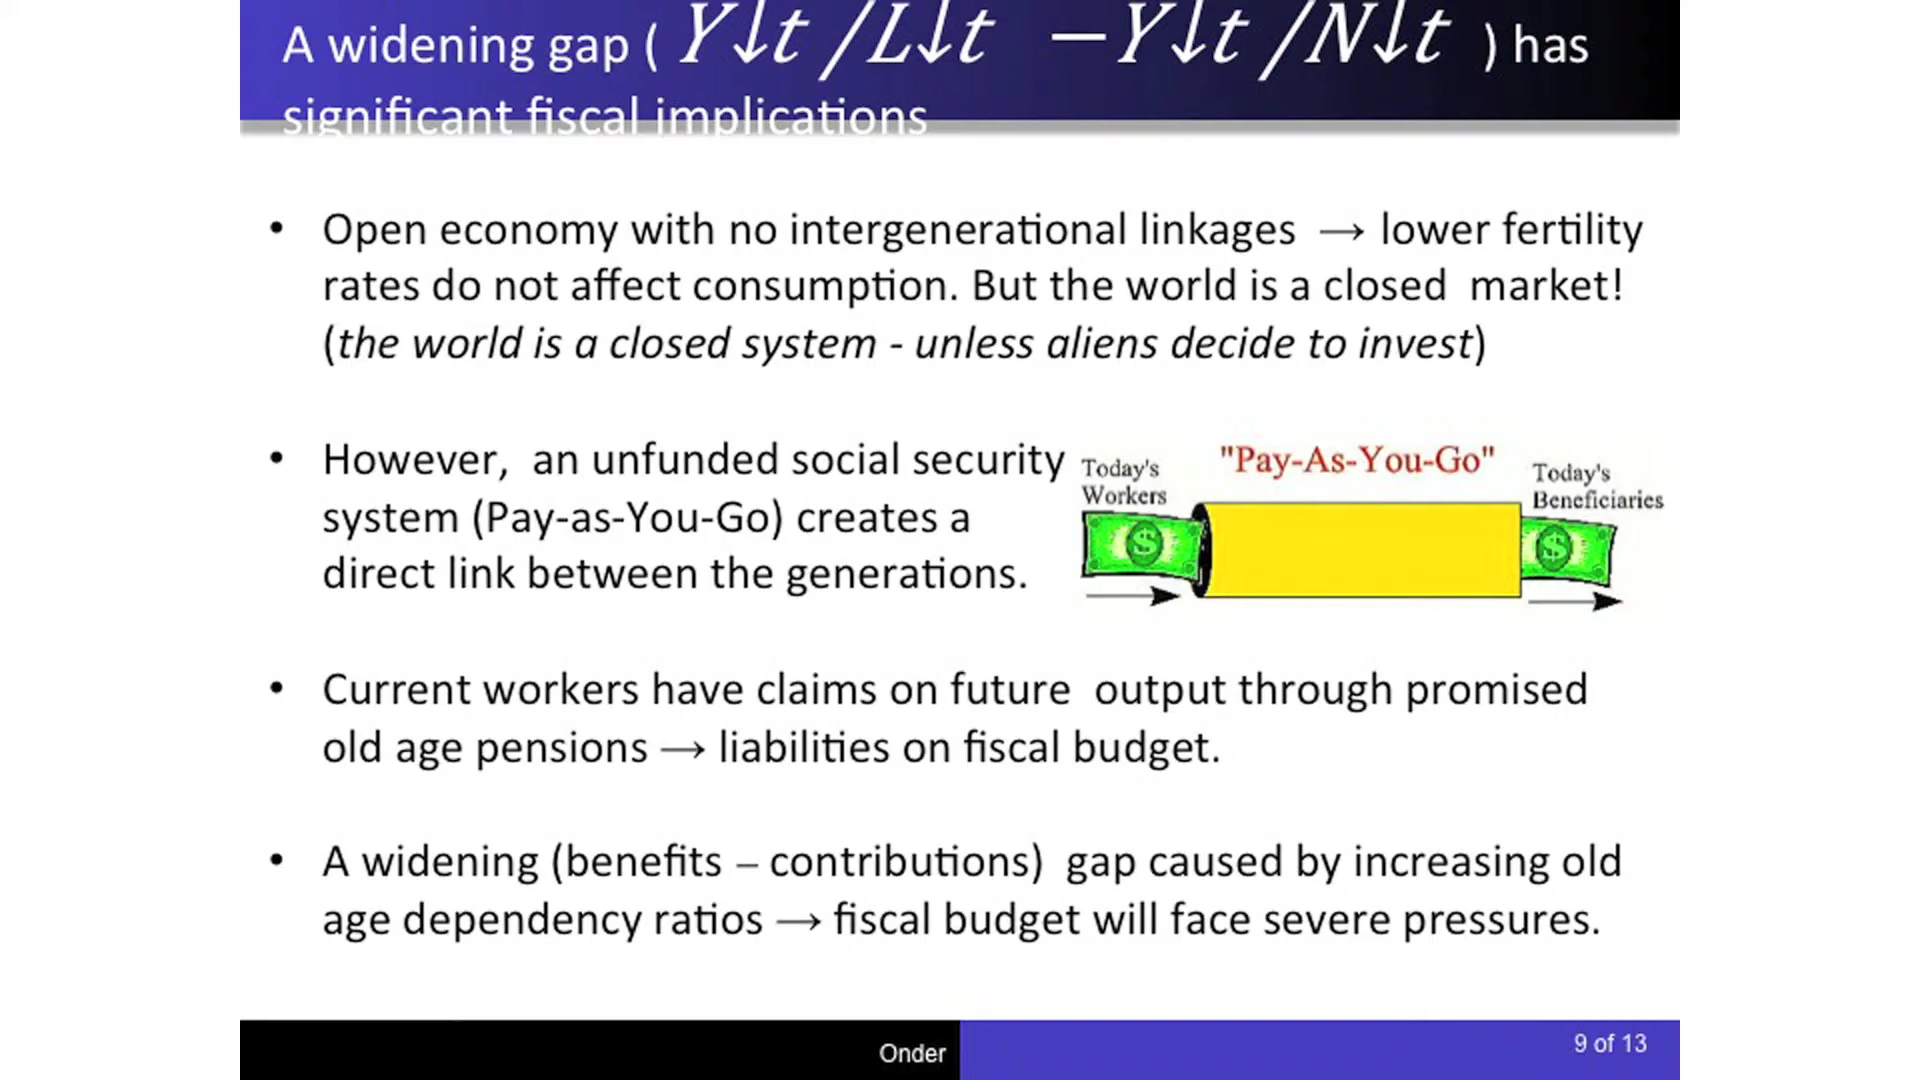 A widening gap ( Y↓t /L↓t −Y↓t /N↓t ) has
significant fiscal implications
• Open economy with no intergenerational linkages → lower fertility
rates do not affect consumption. But the world is a closed market!
(the world is a closed system - unless aliens decide to invest)
• However, an unfunded social security
system (Pay-as-You-Go) creates a
direct link between the generations.
"Pay-As-You-Go"
Today's
Workers
Today's
Beneficiaries
$
$
• Current workers have claims on future output through promised
old age pensions → liabilities on fiscal budget.
• A widening (benefits – contributions) gap caused by increasing old
age dependency ratios → fiscal budget will face severe pressures.
Onder
9 of 13